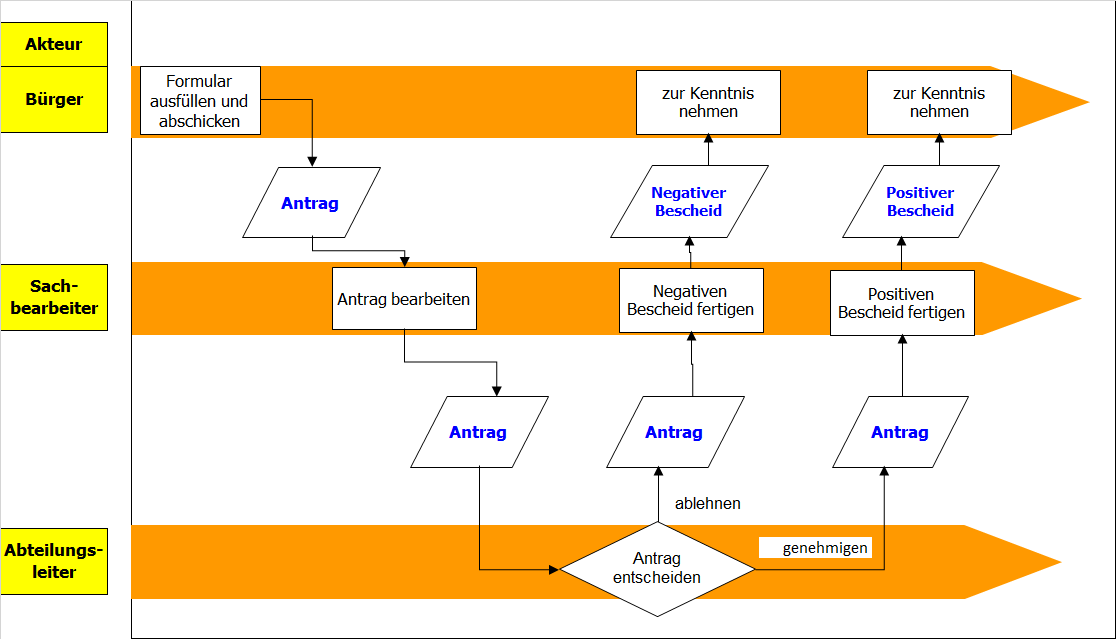 Akteur
Bürger
Formular
ausfüllen und
abschicken
zur Kenntnis
nehmen
zur Kenntnis
nehmen
Antrag
Negativer
Bescheid
Positiver
Bescheid
Sach-
bearbeiter
Antrag bearbeiten
Negativen
Bescheid fertigen
Positiven
Bescheid fertigen
Antrag
Antrag
Antrag
ablehnen
Abteilungs-
leiter
Antrag
entscheiden
genehmigen